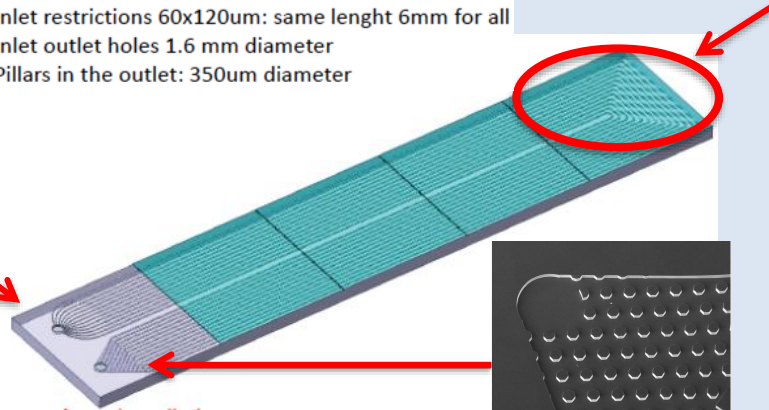 nlet restrictions 60x120um: same lenght 6mm for all
nlet outlet holes 1.6 mm diameter
Pillars in the outlet: 350um diameter